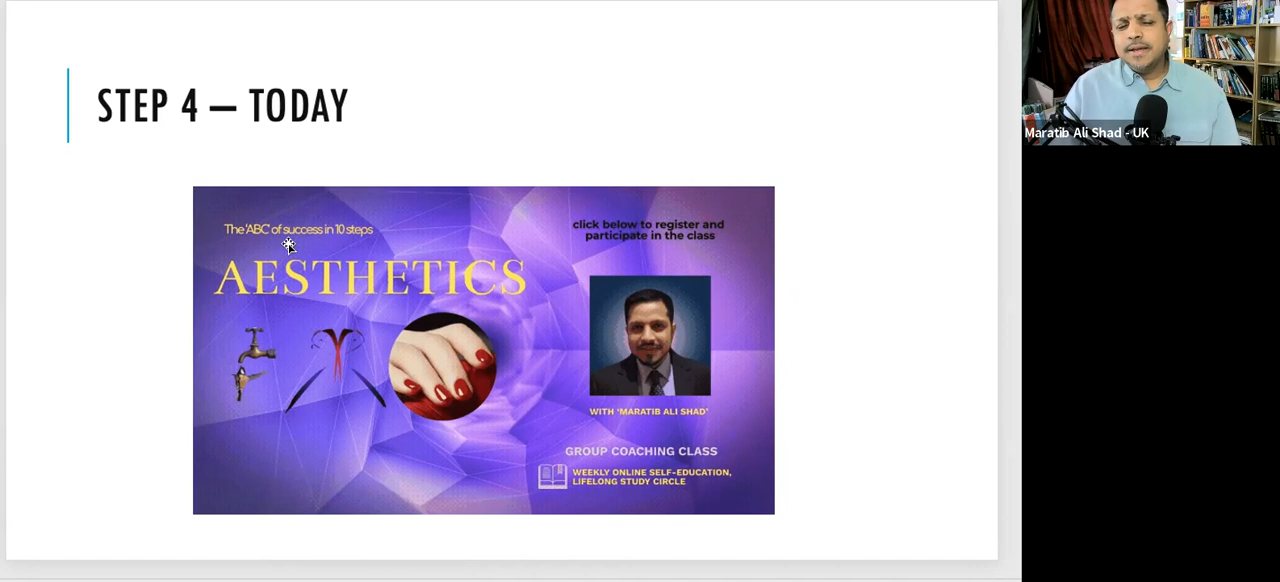 STEP 4 – TODAY
The 'ABC' of success in 10 steps
AESTHETICS
click below to register and
participate in the class
WITH 'MARATIB ALI SHAD'
GROUP COACHING CLASS
WEEKLY ONLINE SELF-EDUCATION,
LIFELONG STUDY CIRCLE
Maratib Ali Shad - UK